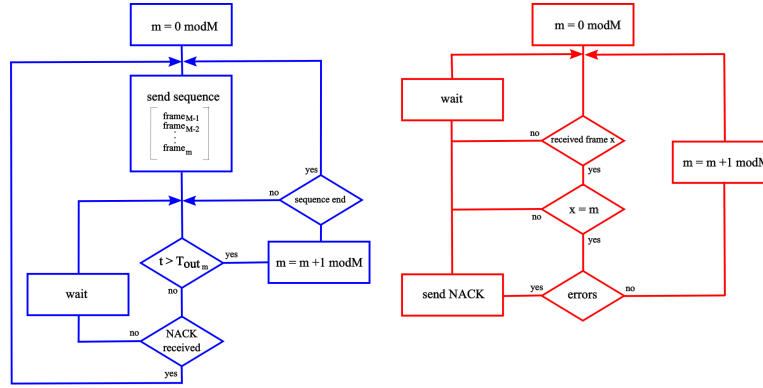 m = 0 modM
send sequence
frame_M-1
frame_M-2
:
frame_m
yes
no
sequence end
t > Tout_m
yes
m = m +1 modM
no
wait
no
NACK
received
yes
m = 0 modM
wait
no
received frame x
yes
m = m +1 modM
no
x = m
yes
send NACK
yes
errors
no